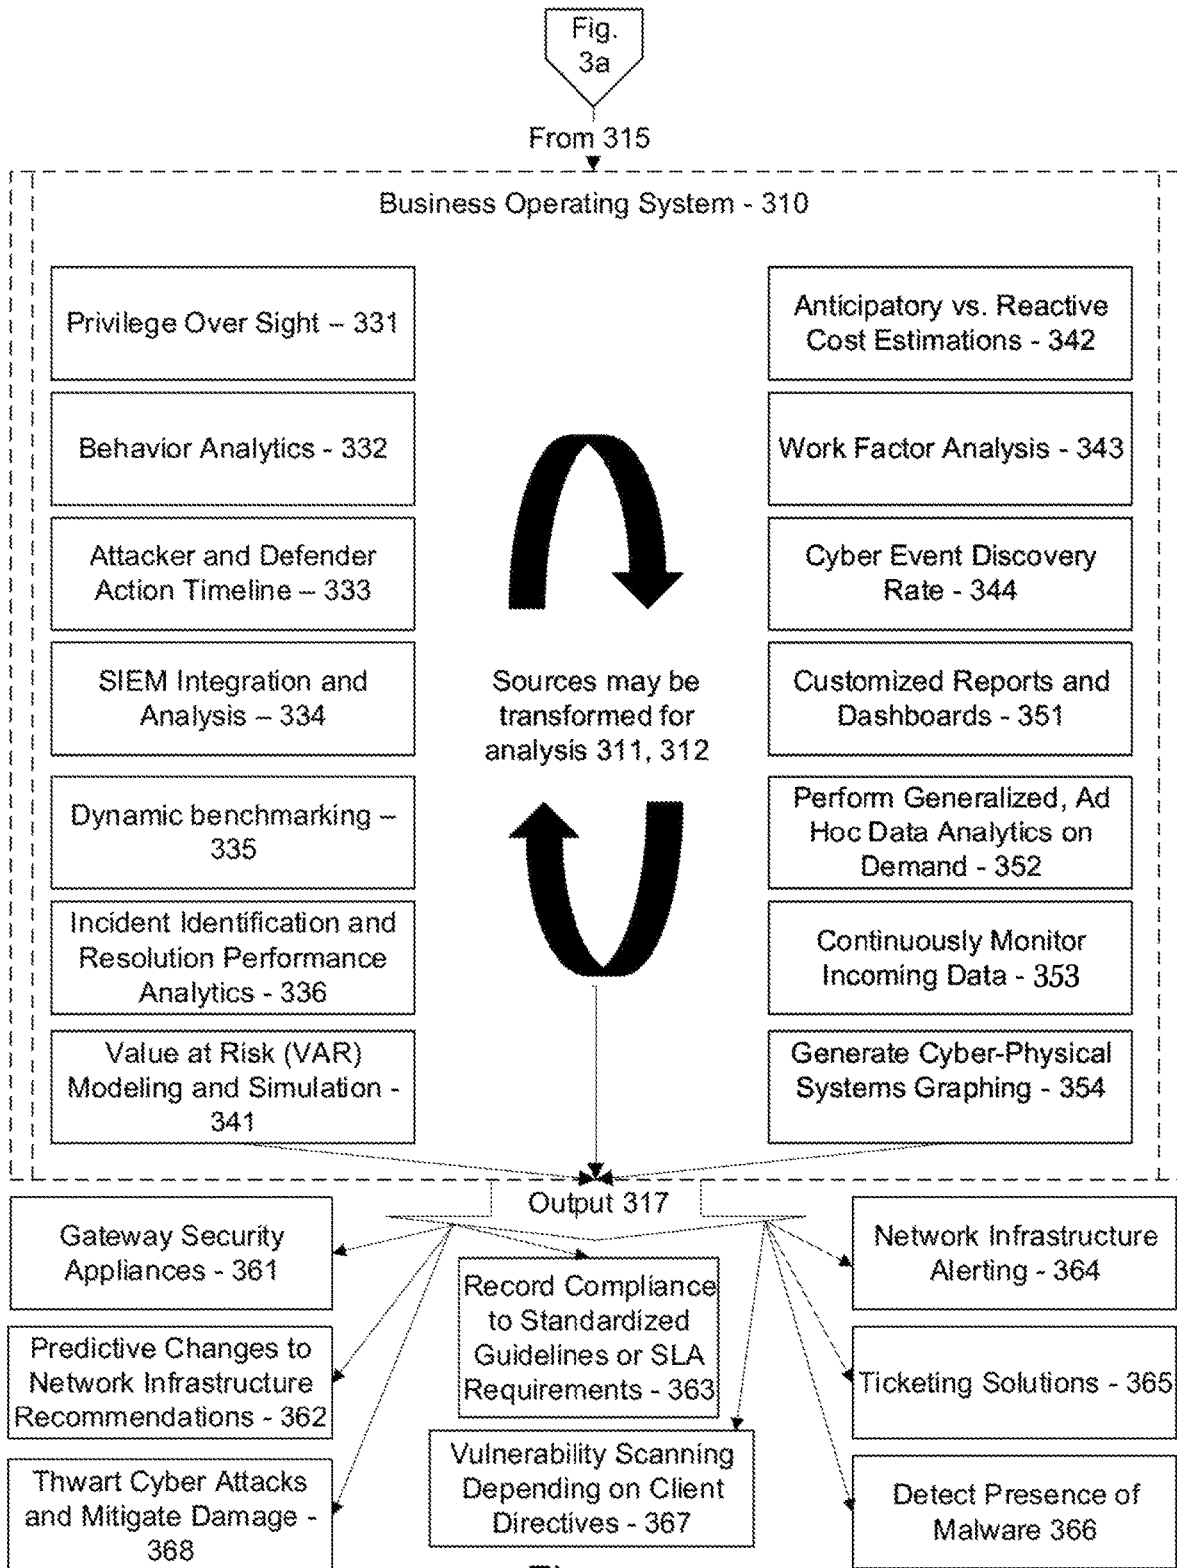 Fig.
3a
From 315
Business Operating System - 310
Privilege Over Sight – 331
Behavior Analytics - 332
Attacker and Defender
Action Timeline – 333
SIEM Integration and
Analysis – 334
Dynamic benchmarking –
335
Incident Identification and
Resolution Performance
Analytics - 336
Value at Risk (VAR)
Modeling and Simulation -
341
Sources may be
transformed for
analysis 311, 312
Anticipatory vs. Reactive
Cost Estimations - 342
Work Factor Analysis - 343
Cyber Event Discovery
Rate - 344
Customized Reports and
Dashboards - 351
Perform Generalized, Ad
Hoc Data Analytics on
Demand - 352
Continuously Monitor
Incoming Data - 353
Generate Cyber-Physical
Systems Graphing - 354
Output 317
Gateway Security
Appliances - 361
Predictive Changes to
Network Infrastructure
Recommendations - 362
Thwart Cyber Attacks
and Mitigate Damage -
368
Record Compliance
to Standardized
Guidelines or SLA
Requirements - 363
Vulnerability Scanning
Depending on Client
Directives - 367
Network Infrastructure
Alerting - 364
Ticketing Solutions - 365
Detect Presence of
Malware 366